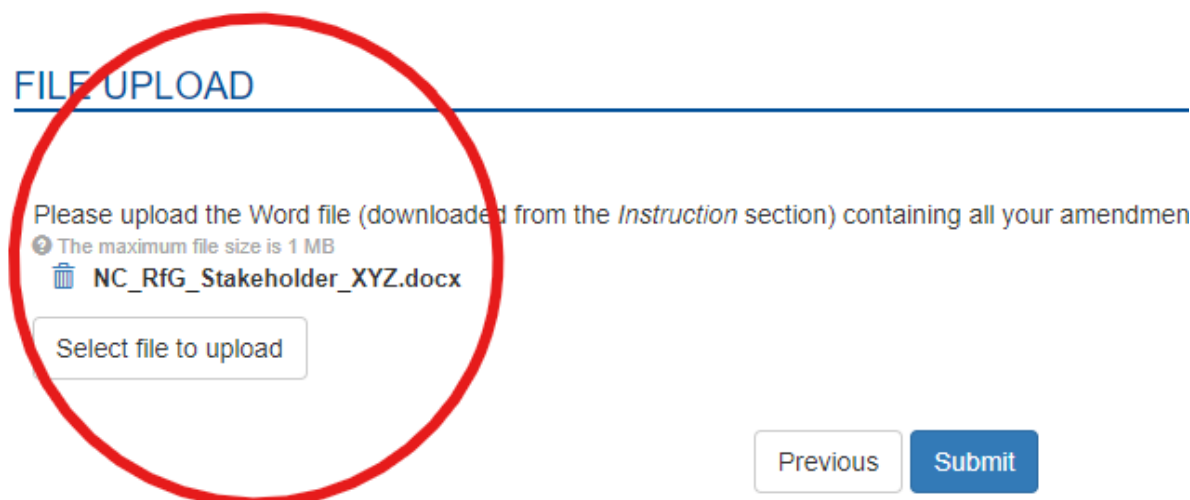 FILE UPLOAD
Please upload the Word file (downloaded from the Instruction section) containing all your amendmen
The maximum file size is 1 MB
NC_RfG_Stakeholder_XYZ.docx
Select file to upload
Previous Submit